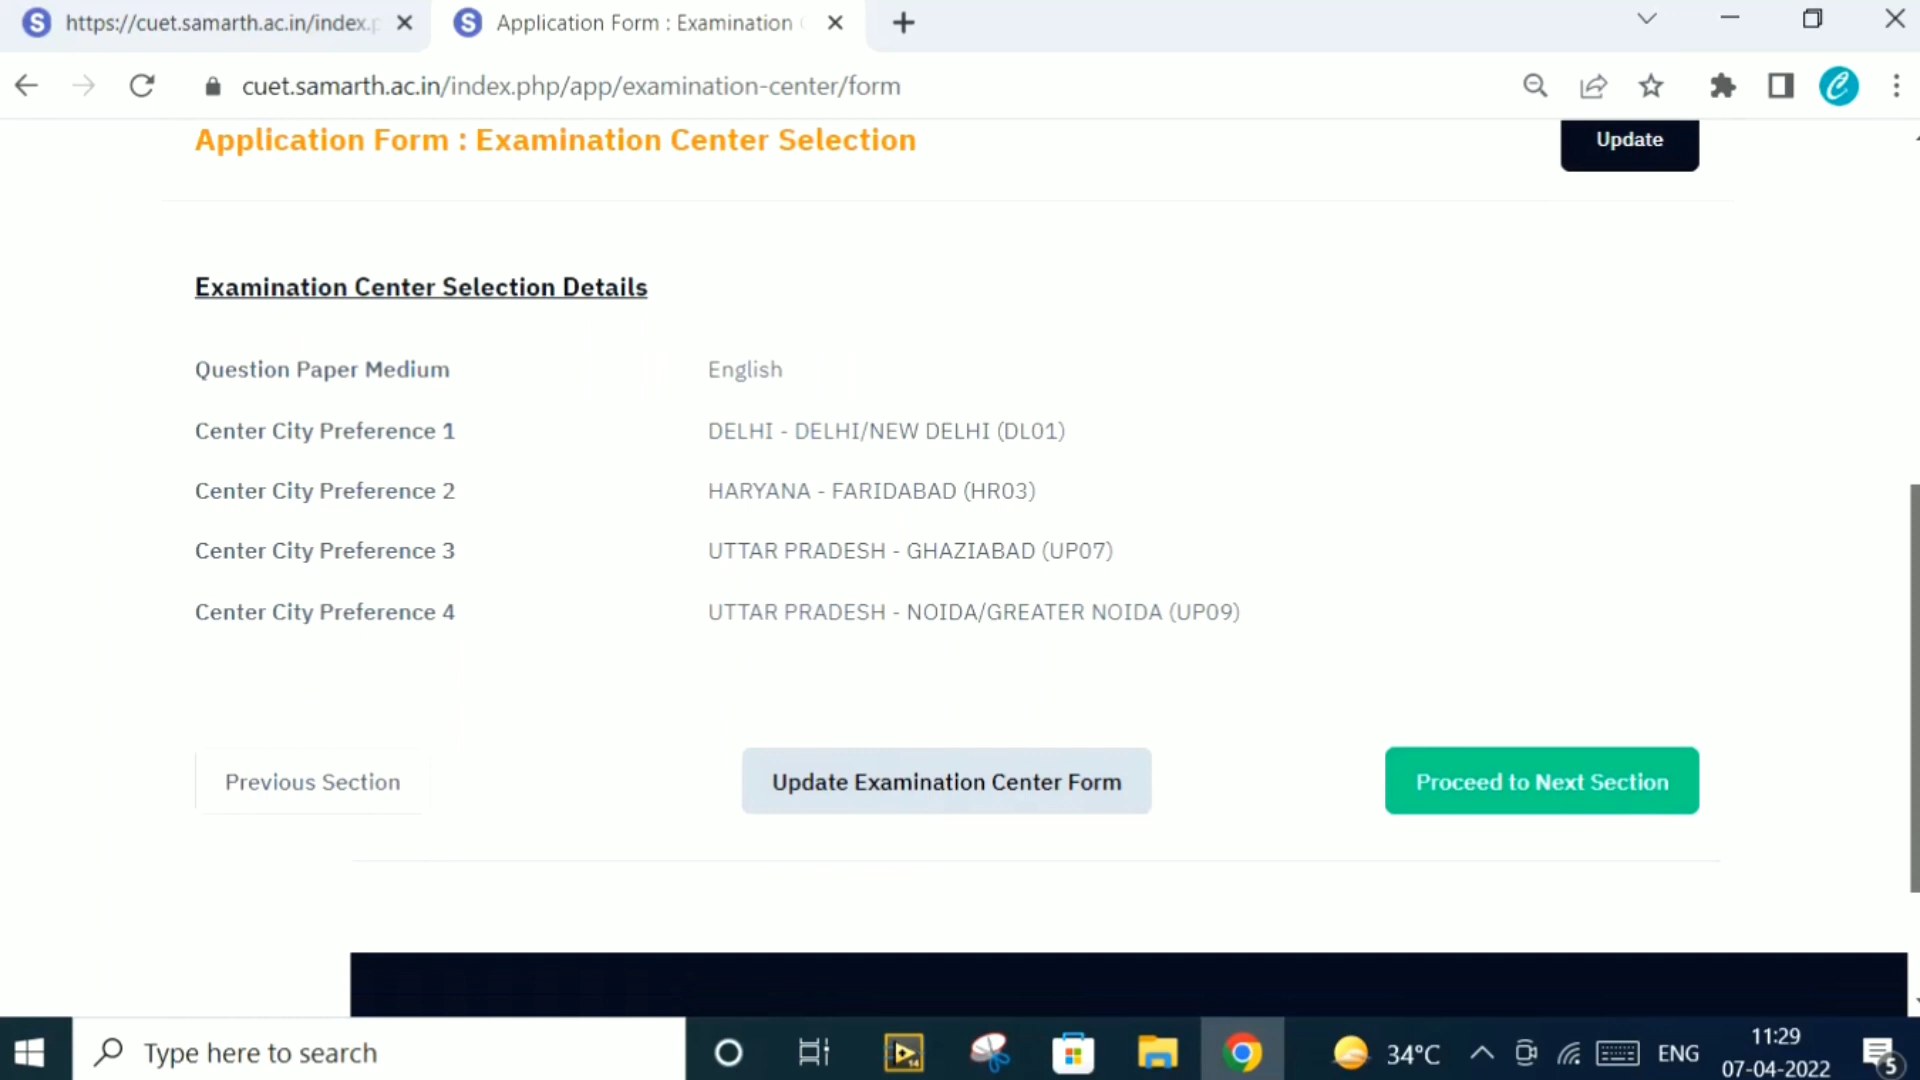 https://cuet.samarth.ac.in/index.p
Application Form : Examination
cuet.samarth.ac.in/index.php/app/examination-center/form
Application Form : Examination Center Selection
Update
Examination Center Selection Details
Question Paper Medium English
Center City Preference 1 DELHI - DELHI/NEW DELHI (DL01)
Center City Preference 2 HARYANA - FARIDABAD (HR03)
Center City Preference 3 UTTAR PRADESH - GHAZIABAD (UP07)
Center City Preference 4 UTTAR PRADESH - NOIDA/GREATER NOIDA (UP09)
Previous Section
Update Examination Center Form
Proceed to Next Section
Type here to search
34°C
ENG
11:29
07-04-2022
5